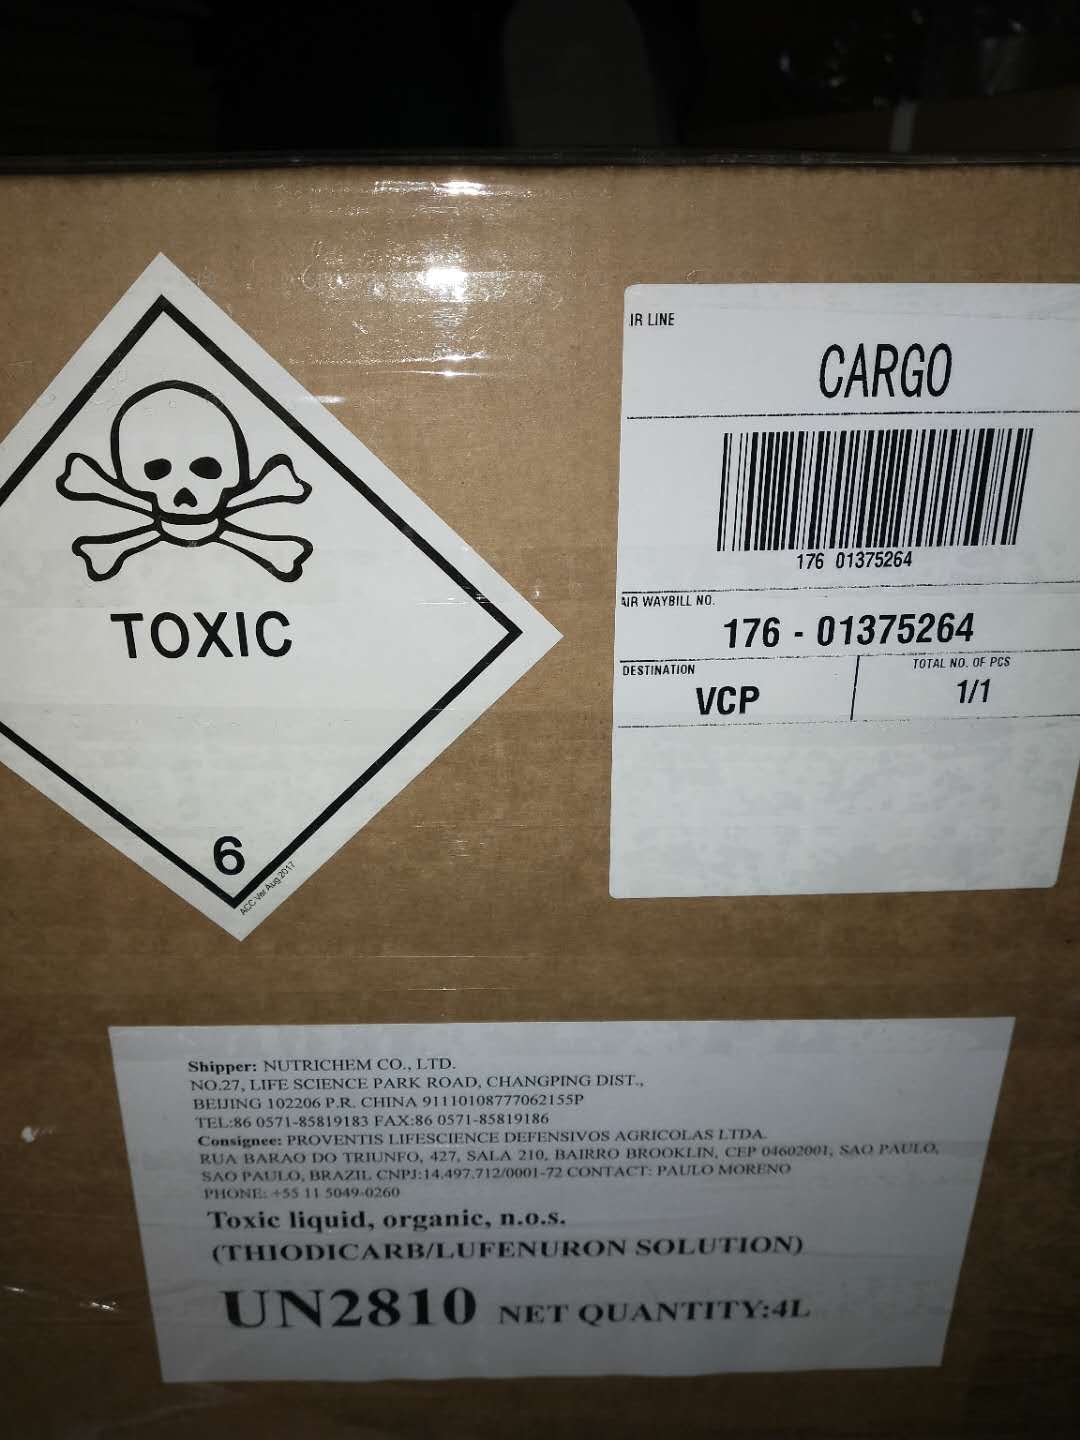 TOXIC
6
ACC Ver Aug 2017
IR LINE
CARGO
176 01375264
AIR WAYBILL NO.
176 - 01375264
DESTINATION
VCP
TOTAL NO. OF PCS
1/1
Shipper: NUTRICHEM CO., LTD.
NO.27, LIFE SCIENCE PARK ROAD, CHANGPING DIST.,
BEIJING 102206 P.R. CHINA 91110108777062155P
TEL:86 0571-85819183 FAX:86 0571-85819186
Consignee: PROVENTIS LIFESCIENCE DEFENSIVOS AGRICOLAS LTDA.
RUA BARAO DO TRIUNFO, 427, SALA 210, BAIRRO BROOKLIN, CEP 04602001, SAO PAULO,
SAO PAULO, BRAZIL CNPJ:14.497.712/0001-72 CONTACT: PAULO MORENO
PHONE: +55 11 5049-0260
Toxic liquid, organic, n.o.s.
(THIODICARB/LUFENURON SOLUTION)
UN2810 NET QUANTITY:4L